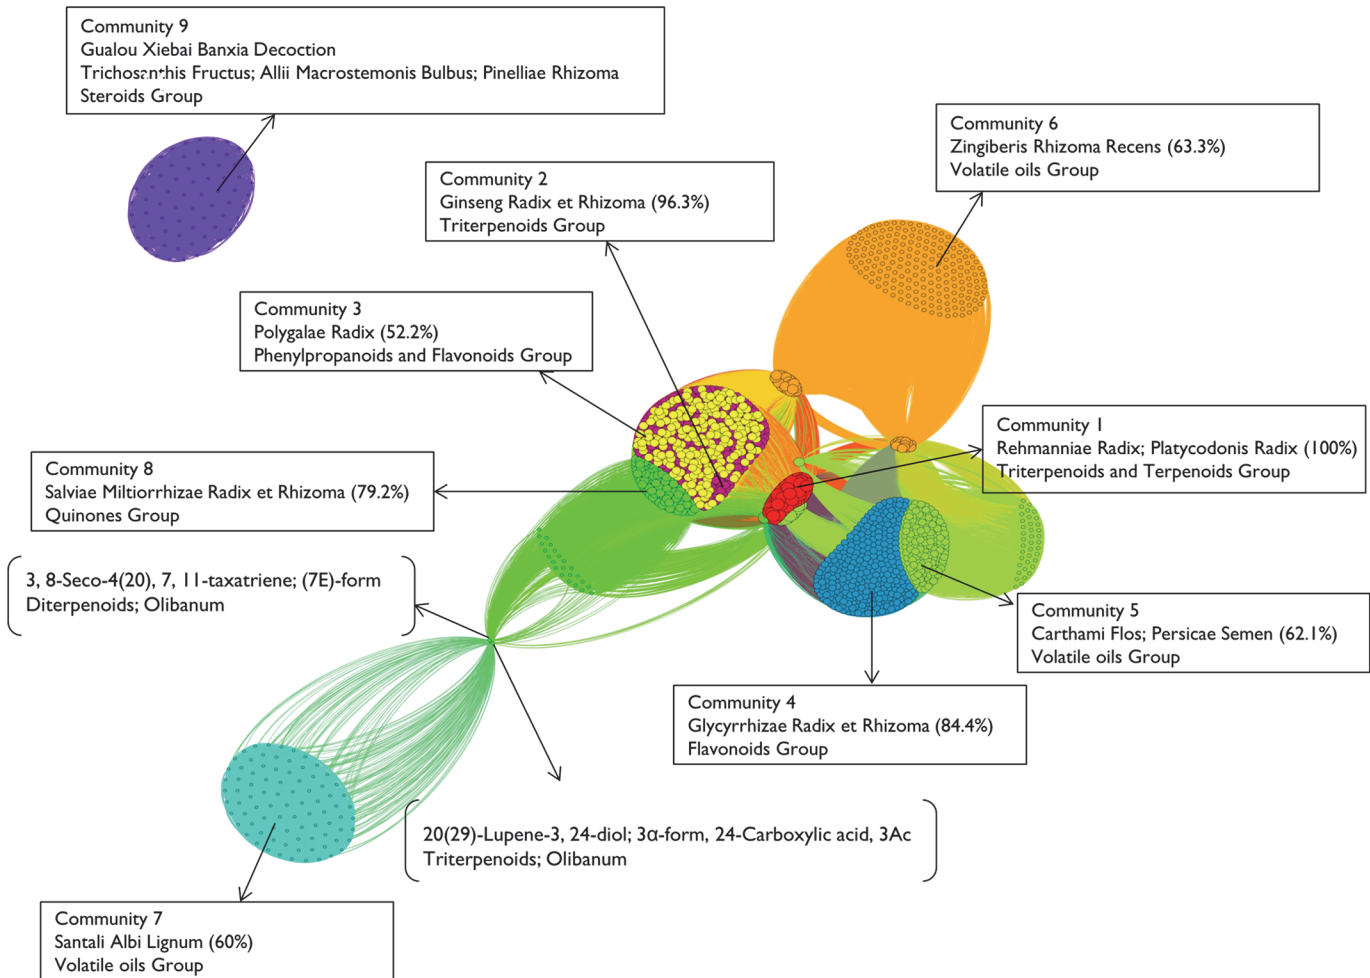 Community 9
Gualou Xiebai Banxia Decoction
Trichosanthis Fructus; Allii Macrostemonis Bulbus; Pinelliae Rhizoma
Steroids Group
Community 6
Zingiberis Rhizoma Recens (63.3%)
Volatile oils Group
Community 2
Ginseng Radix et Rhizoma (96.3%)
Triterpenoids Group
Community 3
Polygalae Radix (52.2%)
Phenylpropanoids and Flavonoids Group
Community 1
Rehmanniae Radix; Platycodonis Radix (100%)
Triterpenoids and Terpenoids Group
Community 8
Salviae Miltiorrhizae Radix et Rhizoma (79.2%)
Quinones Group
3, 8-Seco-4(20), 7, 11-taxatriene; (7E)-form
Diterpenoids; Olibanum
Community 5
Carthami Flos; Persicae Semen (62.1%)
Volatile oils Group
Community 4
Glycyrrhizae Radix et Rhizoma (84.4%)
Flavonoids Group
20(29)-Lupene-3, 24-diol; 3α-form, 24-Carboxylic acid, 3Ac
Triterpenoids; Olibanum
Community 7
Santali Albi Lignum (60%)
Volatile oils Group